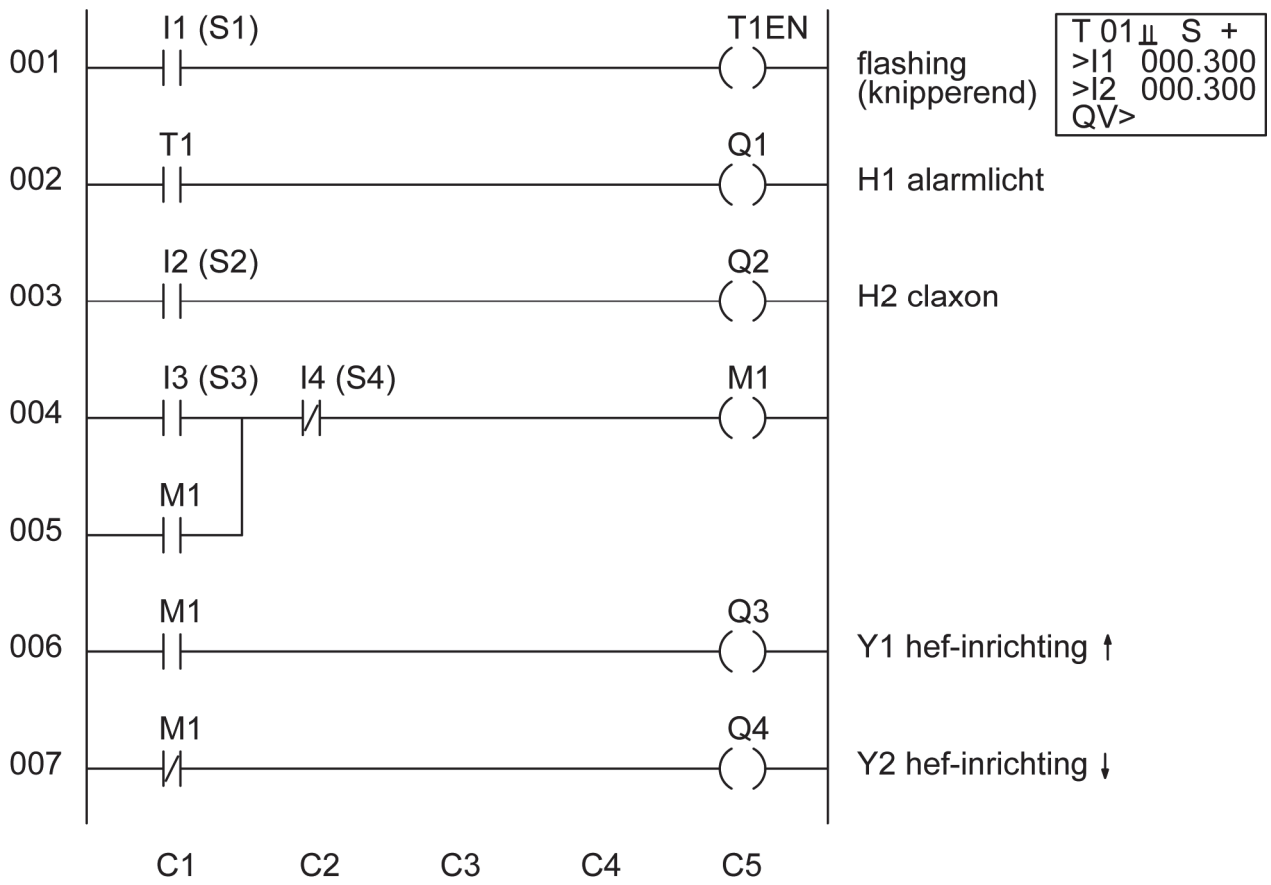 I1 (S1) T1EN
001 flashing
(knipperend)
T 01 S +
>I1 000.300
>I2 000.300
QV>
T1 Q1
002 H1 alarmlicht
I2 (S2) Q2
003 H2 claxon
I3 (S3) I4 (S4) M1
004
M1
005
M1 Q3
006 Y1 hef-inrichting ↑
M1 Q4
007 Y2 hef-inrichting ↓
C1 C2 C3 C4 C5